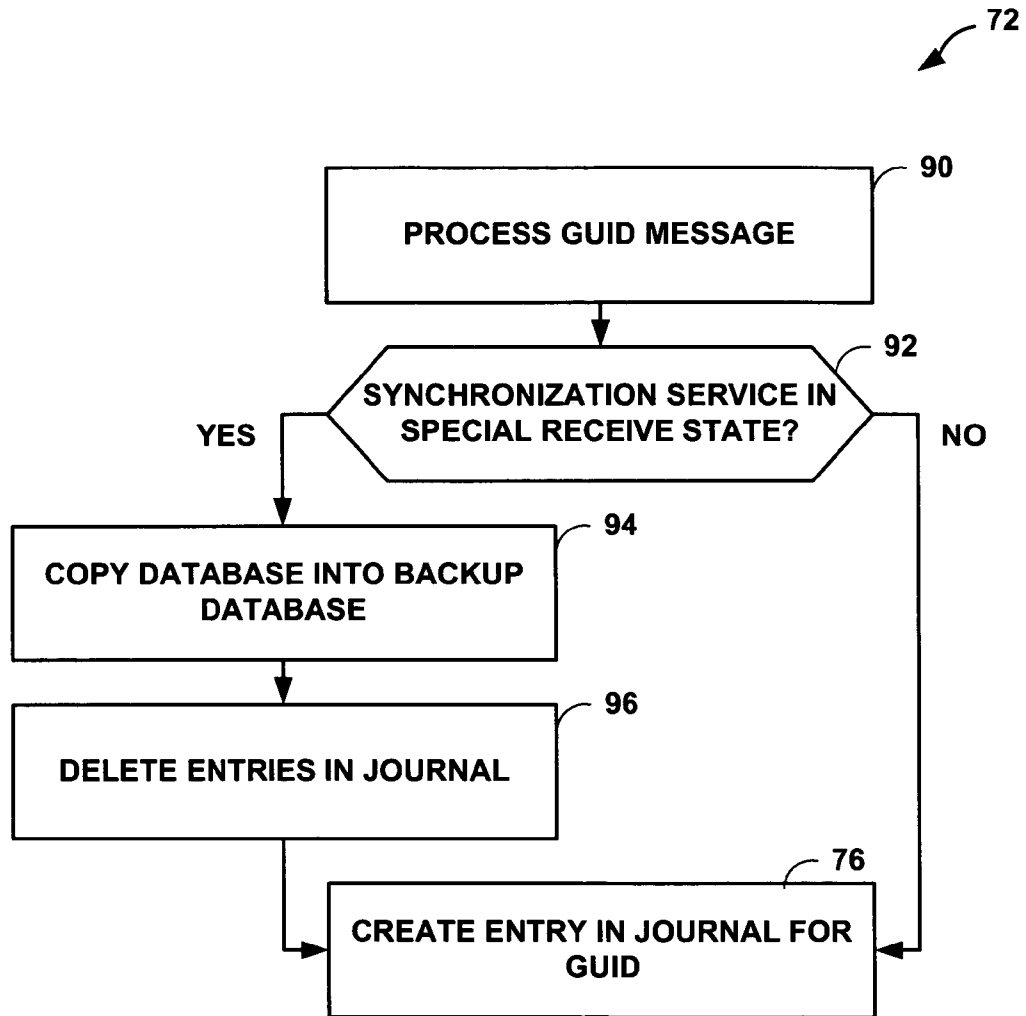 72
90
PROCESS GUID MESSAGE
92
SYNCHRONIZATION SERVICE IN
SPECIAL RECEIVE STATE?
YES
NO
94
COPY DATABASE INTO BACKUP
DATABASE
96
DELETE ENTRIES IN JOURNAL
76
CREATE ENTRY IN JOURNAL FOR
GUID